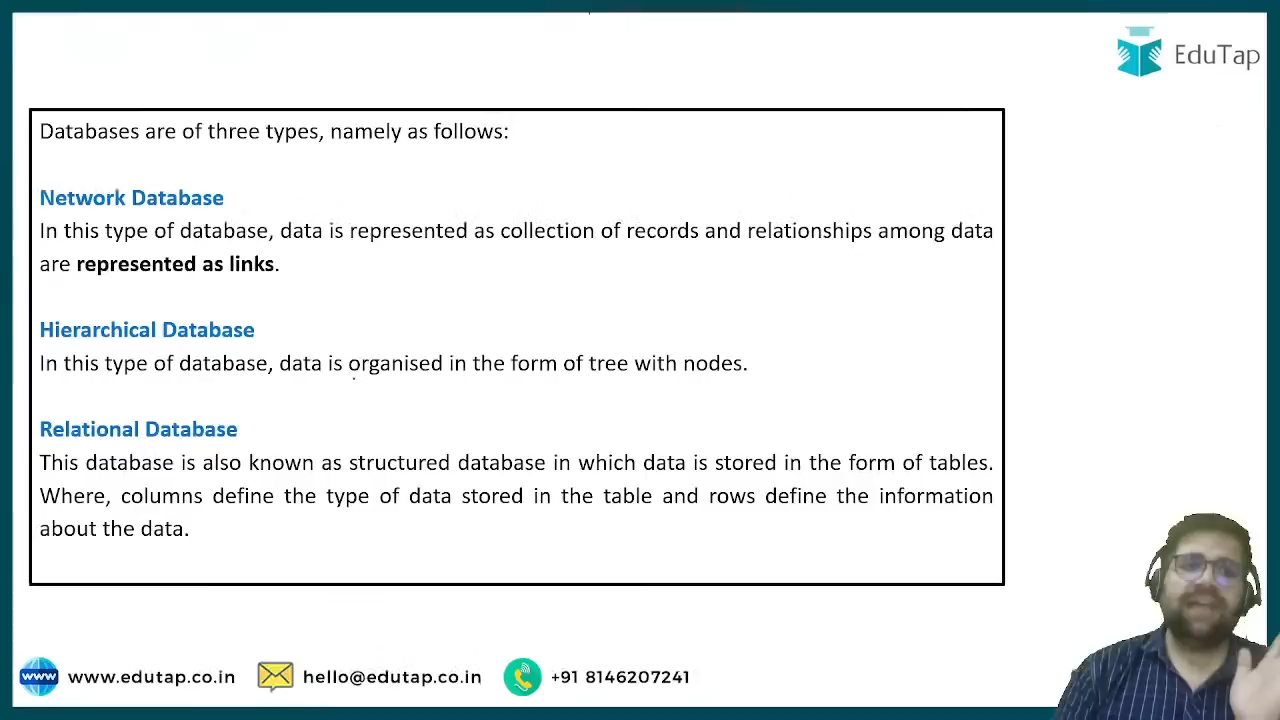 EduTap
Databases are of three types, namely as follows:
Network Database
In this type of database, data is represented as collection of records and relationships among data
are represented as links.
Hierarchical Database
In this type of database, data is organised in the form of tree with nodes.
Relational Database
This database is also known as structured database in which data is stored in the form of tables.
Where, columns define the type of data stored in the table and rows define the information
about the data.
www www.edutap.co.in hello@edutap.co.in +91 8146207241